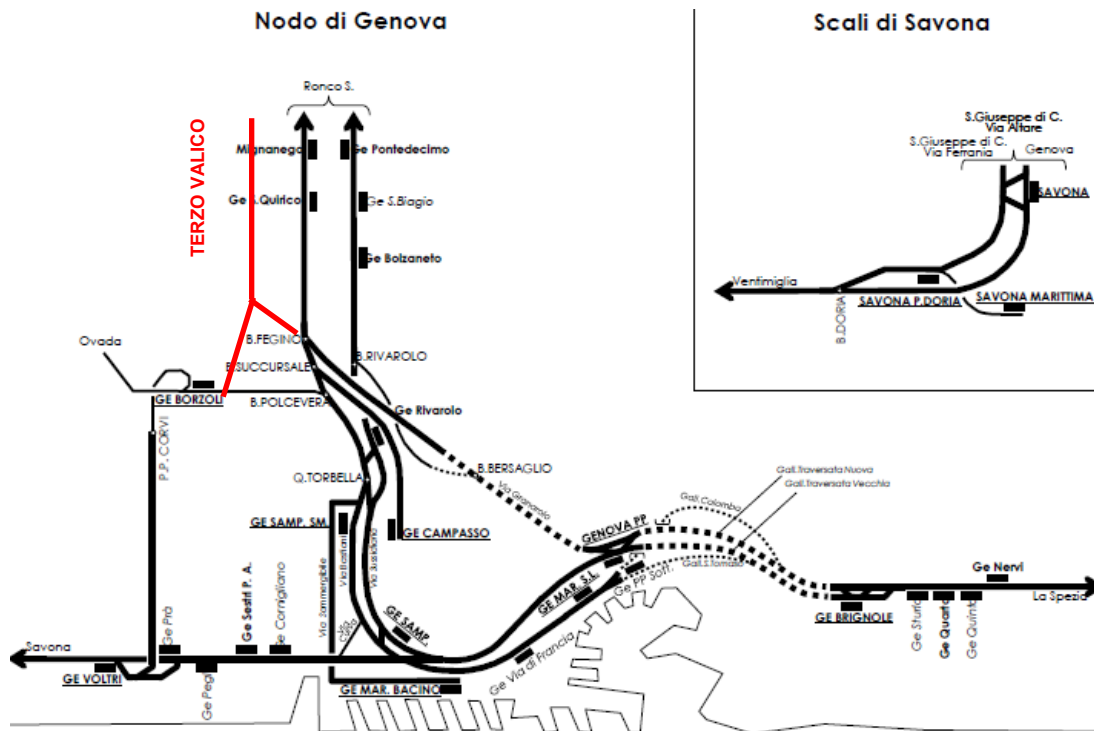 Nodo di Genova
Scali di Savona
Ronco S.
TERZO VALICO
Mignanego
Ge Pontedecimo
Ge S.Quirico
Ge S.Biagio
Ge Bolzaneto
S.Giuseppe di C.
Via Altare
S.Giuseppe di C.
Via Ferrania
Genova
SAVONA
Ventimiglia
SAVONA P.DORIA
SAVONA MARITTIMA
B.DORIA
Ovada
B.FEGINO
B.RIVAROLO
B.SUCCURSALE
GE BORZOLI
B.POLCEVERA
Ge Rivarolo
P.P. CORVI
Q.TORBELLA
B.BERSAGLIO
Via Granarolo
Gall.Traversata Nuova
Gall.Traversata Vecchia
Gall.Colombo
GE SAMP. SM.
GE CAMPASSO
GENOVA PP
Via Bastioni
Via Sussidiaria
Via Sommergibile
Gall.S.Tomaso
GE MAR. S.L.
Ge PP Sott.
Ge Nervi
La Spezia
GE BRIGNOLE
Ge Sturla
Ge Quarto
Ge Quinto
GE SAMP
Ge Via di Francia
Savona
Ge Prà
Ge Sestri P. A.
Ge Cornigliano
GE VOLTRI
Ge Pegli
GE MAR. BACINO